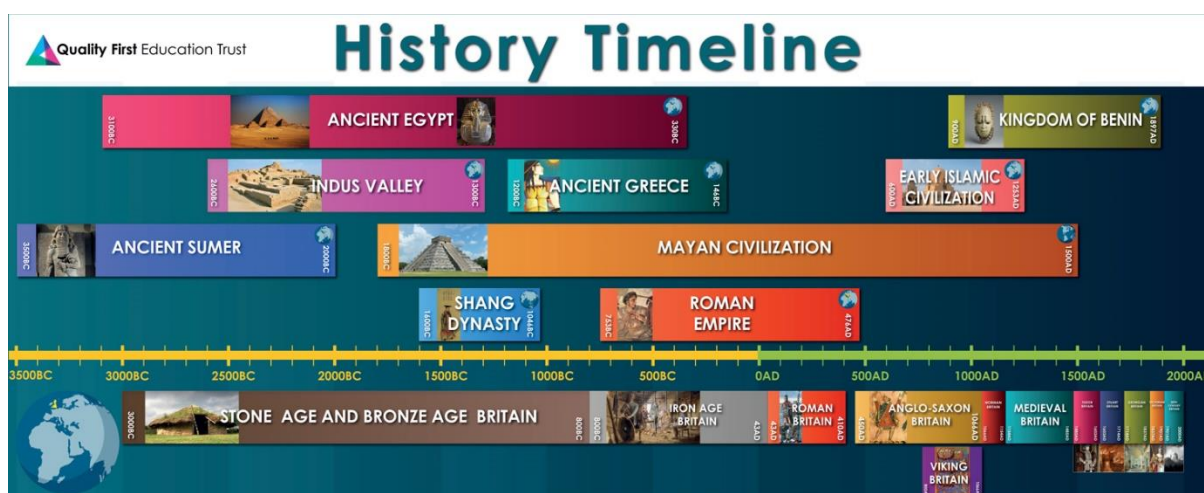 Quality First Education Trust
History Timeline
3100BC
ANCIENT EGYPT
330BC
900AD
KINGDOM OF BENIN
1897AD
2600BC
INDUS VALLEY
1300BC
1200BC
ANCIENT GREECE
146BC
600AD
EARLY ISLAMIC
CIVILIZATION
1253AD
3500BC
ANCIENT SUMER
2000BC
1800BC
MAYAN CIVILIZATION
1500AD
1600BC
SHANG
DYNASTY
1046BC
753BC
ROMAN
EMPIRE
476AD
3500BC 3000BC 2500BC 2000BC 1500BC 1000BC 500BC 0AD 500AD 1000AD 1500AD 2000AD
3000BC
STONE AGE AND BRONZE AGE BRITAIN
800BC
800BC
IRON AGE
BRITAIN
43AD
43AD
ROMAN
BRITAIN
410AD
450AD
ANGLO-SAXON
BRITAIN
1066AD
MEDIEVAL
BRITAIN
VIKING
BRITAIN